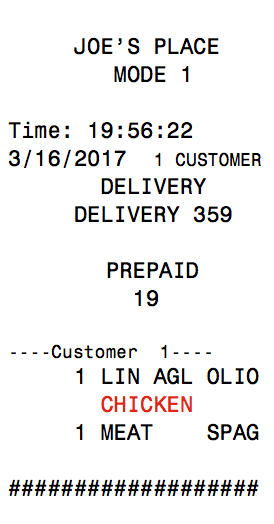 JOE'S PLACE
MODE 1
Time: 19:56:22
3/16/2017 1 CUSTOMER
DELIVERY
DELIVERY 359
PREPAID
19
----Customer 1----
1 LIN AGL OLIO
CHICKEN
1 MEAT SPAG
###################